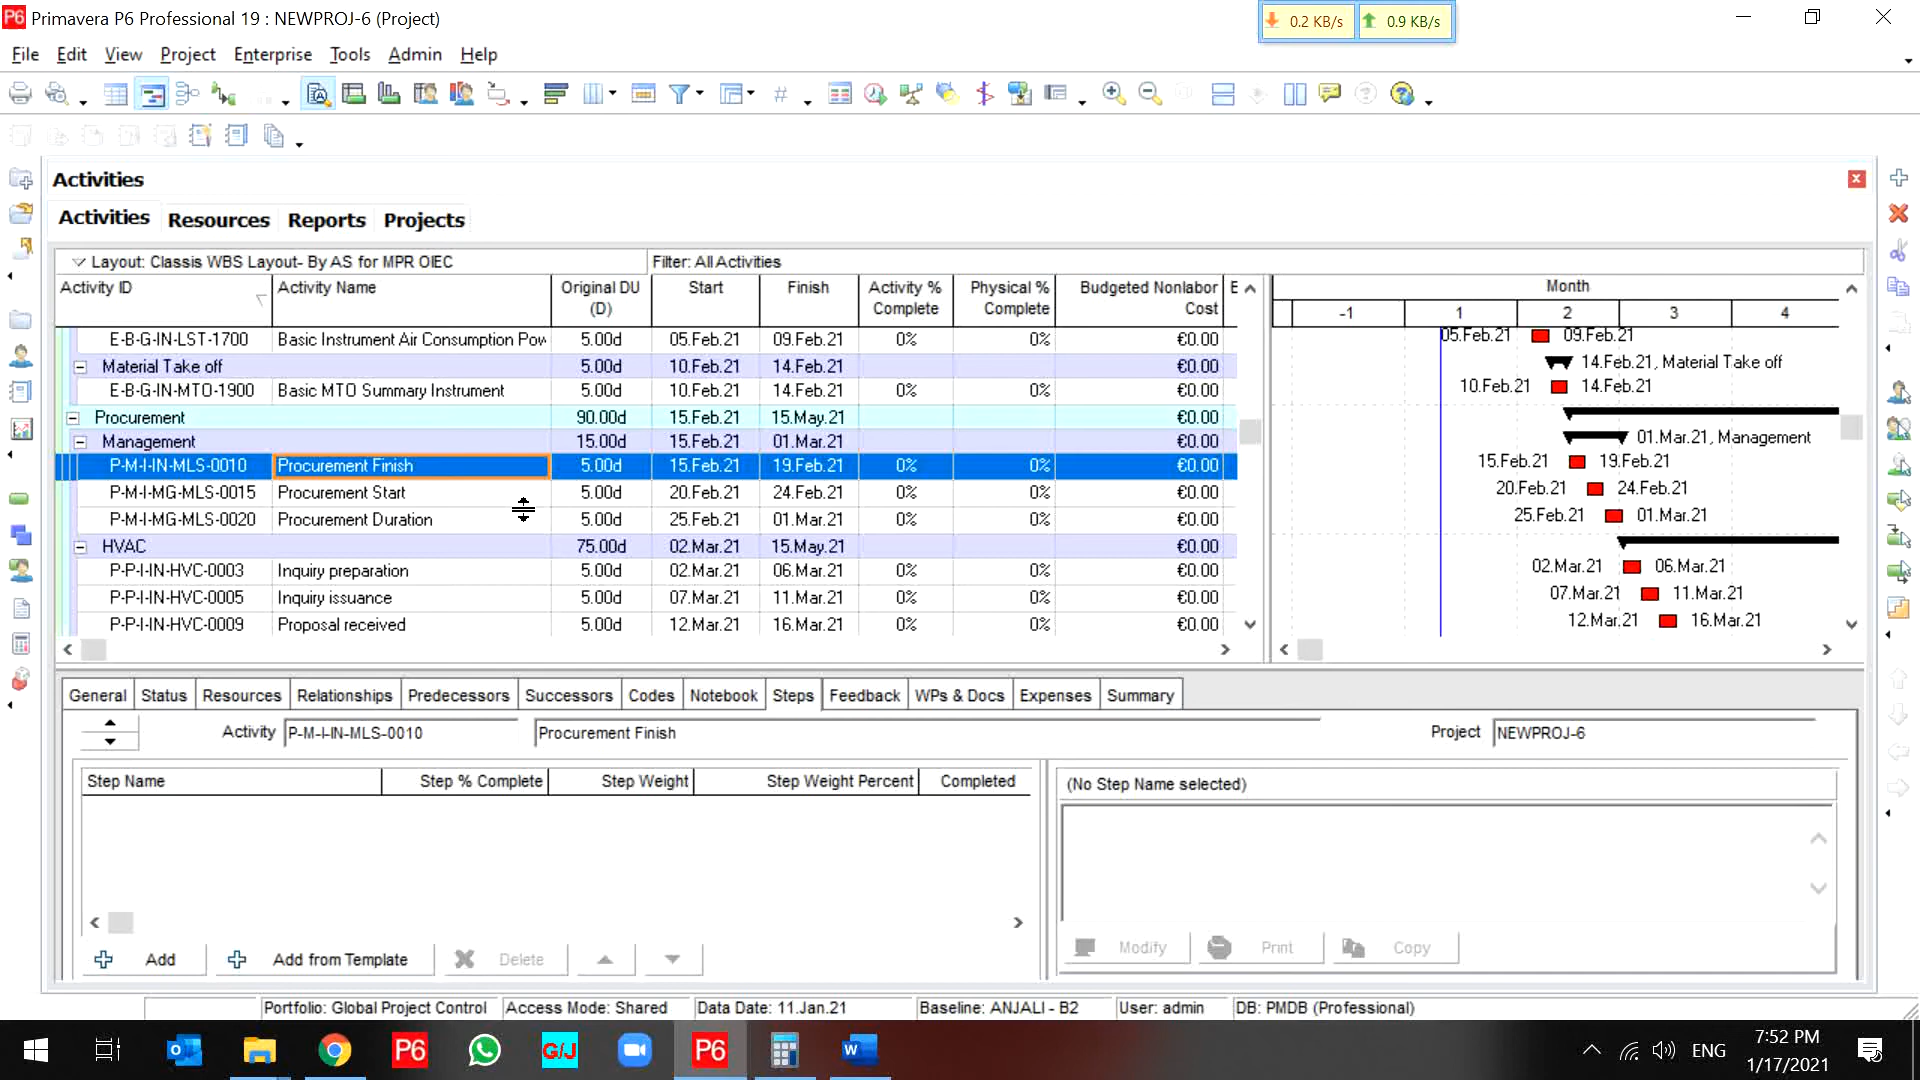 P6 Primavera P6 Professional 19 : NEWPROJ-6 (Project)
0.2 KB/s 0.9 KB/s
File Edit View Project Enterprise Tools Admin Help
Activities
Activities Resources Reports Projects
Layout: Classis WBS Layout- By AS for MPR OIEC Filter: All Activities
Activity ID Activity Name Original DU (D) Start Finish Activity % Complete Physical % Complete Budgeted Nonlabor Cost E Month
-1 1 2 3 4
E-B-G-IN-LST-1700 Basic Instrument Air Consumption Pow 5.00d 05.Feb.21 09.Feb.21 0% 0% €0.00 05.Feb.21 09.Feb.21
Material Take off 5.00d 10.Feb.21 14.Feb.21 €0.00 14.Feb.21, Material Take off
E-B-G-IN-MTO-1900 Basic MTO Summary Instrument 5.00d 10.Feb.21 14.Feb.21 0% 0% €0.00 10.Feb.21 14.Feb.21
Procurement 90.00d 15.Feb.21 15.May.21 €0.00
Management 15.00d 15.Feb.21 01.Mar.21 €0.00 01.Mar.21, Management
P-M-I-IN-MLS-0010 Procurement Finish 5.00d 15.Feb.21 19.Feb.21 0% 0% €0.00 15.Feb.21 19.Feb.21
P-M-I-MG-MLS-0015 Procurement Start 5.00d 20.Feb.21 24.Feb.21 0% 0% €0.00 20.Feb.21 24.Feb.21
P-M-I-MG-MLS-0020 Procurement Duration 5.00d 25.Feb.21 01.Mar.21 0% 0% €0.00 25.Feb.21 01.Mar.21
HVAC 75.00d 02.Mar.21 15.May.21 €0.00
P-P-I-IN-HVC-0003 Inquiry preparation 5.00d 02.Mar.21 06.Mar.21 0% 0% €0.00 02.Mar.21 06.Mar.21
P-P-I-IN-HVC-0005 Inquiry issuance 5.00d 07.Mar.21 11.Mar.21 0% 0% €0.00 07.Mar.21 11.Mar.21
P-P-I-IN-HVC-0009 Proposal received 5.00d 12.Mar.21 16.Mar.21 0% 0% €0.00 12.Mar.21 16.Mar.21
General Status Resources Relationships Predecessors Successors Codes Notebook Steps Feedback WPs & Docs Expenses Summary
Activity P-M-I-IN-MLS-0010 Procurement Finish Project NEWPROJ-6
Step Name Step % Complete Step Weight Step Weight Percent Completed (No Step Name selected)
Add Add from Template Delete Modify Print Copy
Portfolio: Global Project Control Access Mode: Shared Data Date: 11.Jan.21 Baseline: ANJALI - B2 User: admin DB: PMDB (Professional)
P6 G/J P6 ENG 7:52 PM
1/17/2021